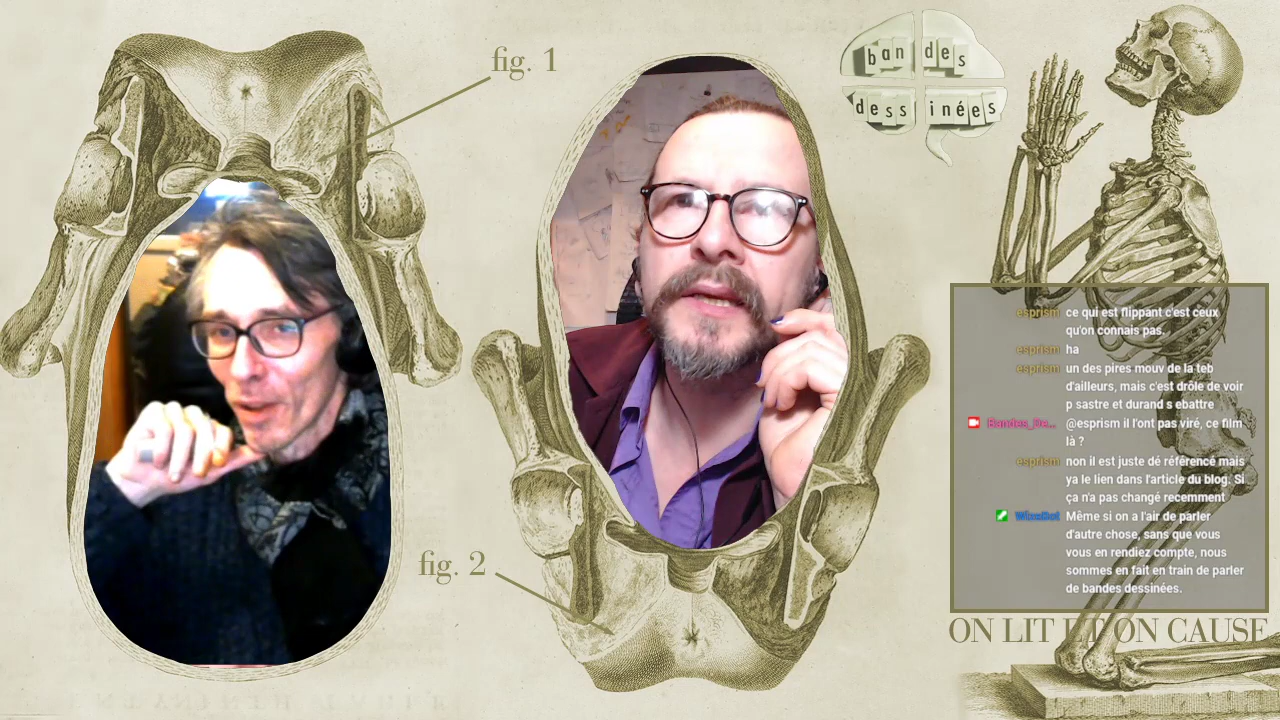 fig. 1
bandes
dessinées
esprism ce qui est flippant c'est ceux
qu'on connais pas.
esprism ha
esprism un des pires mouv de la teb
d'ailleurs, mais c'est drôle de voir
p sastre et durand s ebattre
Bandes_De... @esprism il l'ont pas viré, ce film
là ?
esprism non il est juste dé référencé mais
ya le lien dans l'article du blog. Si
ça n'a pas changé recemment
WizeBot Même si on a l'air de parler
d'autre chose, sans que vous
vous en rendiez compte, nous
sommes en fait en train de parler
de bandes dessinées.
fig. 2
ON LIT ET ON CAUSE